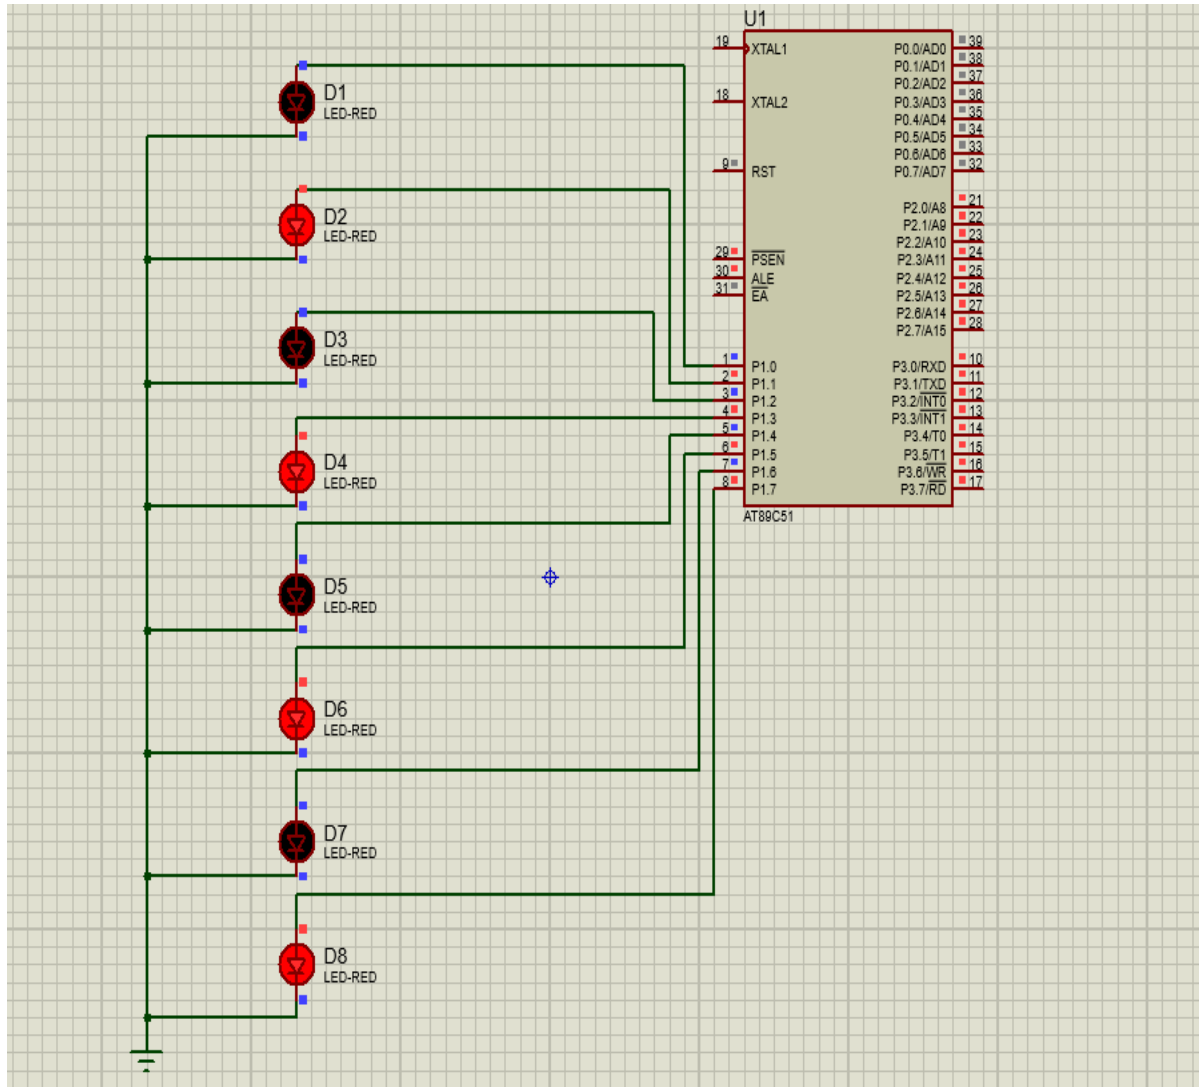 U1
19 XTAL1
18 XTAL2
9 RST
29 PSEN
30 ALE
31 EA
1 P1.0
2 P1.1
3 P1.2
4 P1.3
5 P1.4
6 P1.5
7 P1.6
8 P1.7
P0.0/AD0 39
P0.1/AD1 38
P0.2/AD2 37
P0.3/AD3 36
P0.4/AD4 35
P0.5/AD5 34
P0.6/AD6 33
P0.7/AD7 32
P2.0/A8 21
P2.1/A9 22
P2.2/A10 23
P2.3/A11 24
P2.4/A12 25
P2.5/A13 26
P2.6/A14 27
P2.7/A15 28
P3.0/RXD 10
P3.1/TXD 11
P3.2/INT0 12
P3.3/INT1 13
P3.4/T0 14
P3.5/T1 15
P3.6/WR 16
P3.7/RD 17
AT89C51
D1
LED-RED
D2
LED-RED
D3
LED-RED
D4
LED-RED
D5
LED-RED
D6
LED-RED
D7
LED-RED
D8
LED-RED